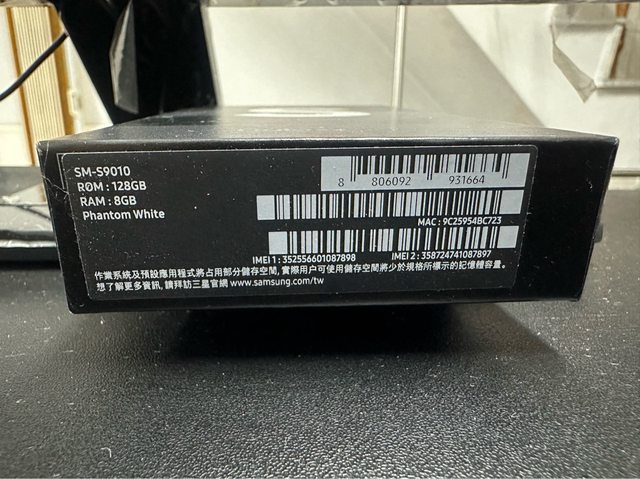 SM-S9010
ROM : 128GB
RAM : 8GB
Phantom White
8 806092 931664
MAC : 9C25954BC723
IMEI 1 : 352556601087898 IMEI 2 : 358724741087897
作業系統及預設應用程式將占用部分儲存空間, 實際用戶可使用儲存空間將少於規格所標示的記憶體容量.
想了解更多資訊, 請拜訪三星官網 www.samsung.com/tw